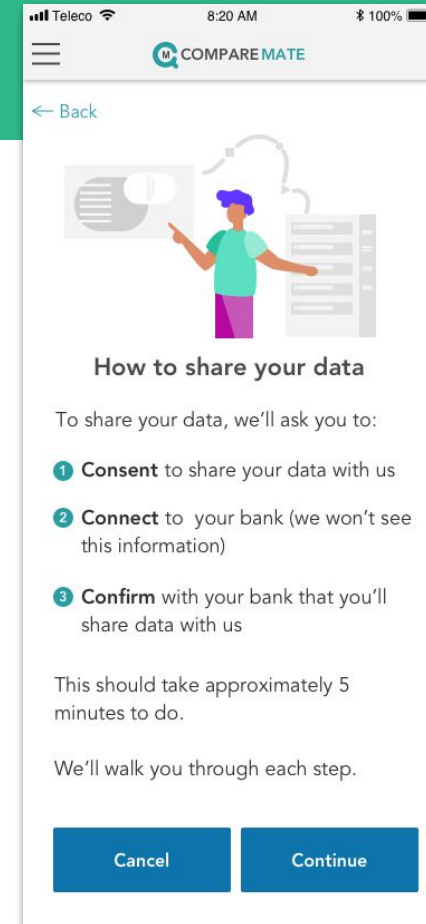 Teleco 8:20 AM 100%
M COMPARE MATE
← Back
How to share your data
To share your data, we'll ask you to:
1 Consent to share your data with us
2 Connect to your bank (we won't see
this information)
3 Confirm with your bank that you'll
share data with us
This should take approximately 5
minutes to do.
We'll walk you through each step.
Cancel Continue